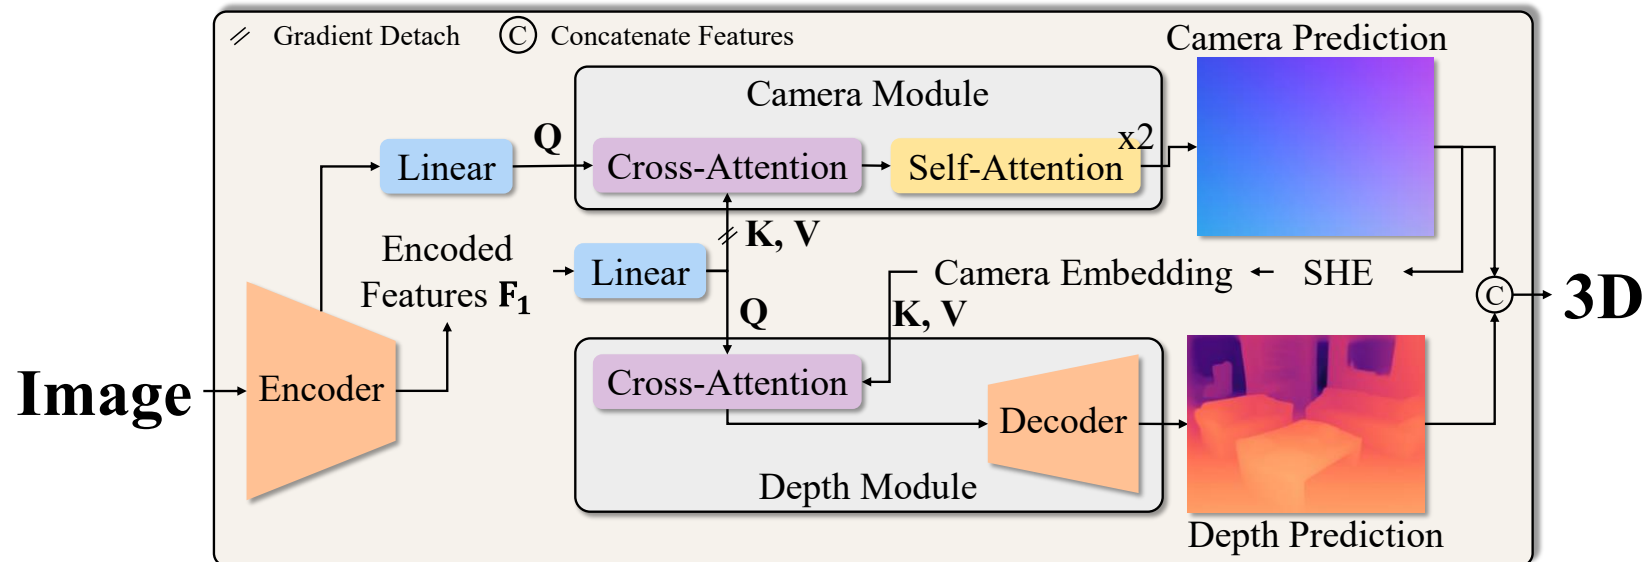 Gradient Detach
C Concatenate Features
Camera Prediction
Camera Module
Q
x2
Linear
Cross-Attention
Self-Attention
K, V
Encoded
Features F₁
Linear
Camera Embedding
SHE
C
3D
Q
K, V
Image
Encoder
Cross-Attention
Decoder
Depth Module
Depth Prediction